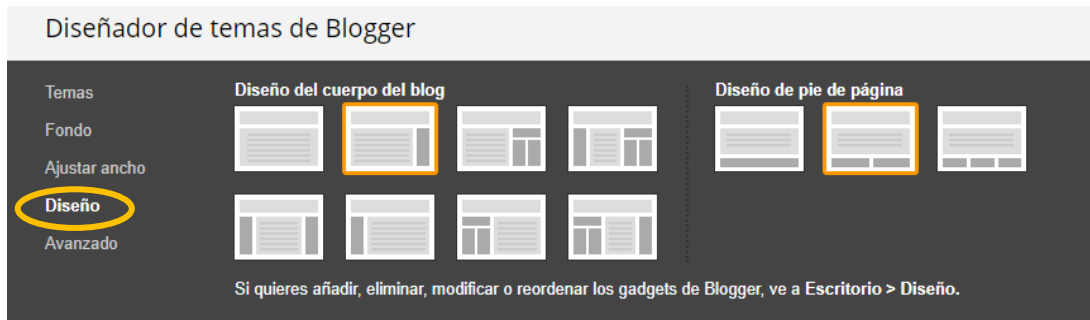 Diseñador de temas de Blogger
Temas
Fondo
Ajustar ancho
Diseño
Avanzado
Diseño del cuerpo del blog
Diseño de pie de página
Si quieres añadir, eliminar, modificar o reordenar los gadgets de Blogger, ve a Escritorio > Diseño.